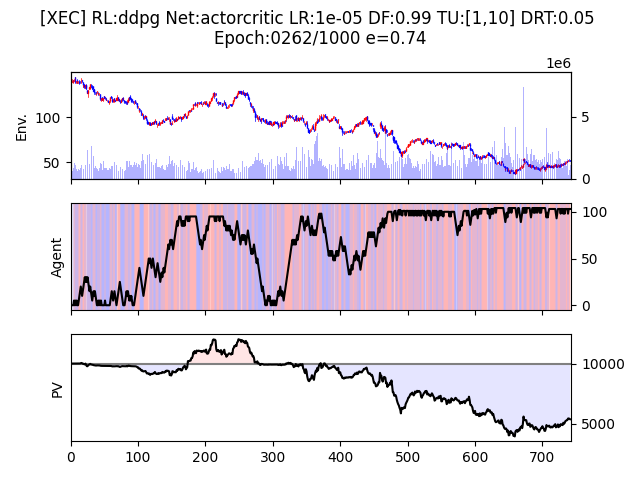 [XEC] RL:ddpg Net:actorcritic LR:1e-05 DF:0.99 TU:[1,10] DRT:0.05
Epoch:0262/1000 e=0.74
1e6
Env.
100
50
5
0
Agent
100
50
0
PV
10000
5000
0 100 200 300 400 500 600 700